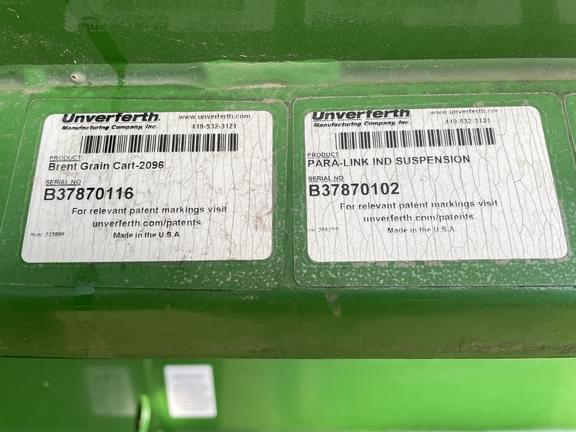 Unverferth
www.unverferth.com
Manufacturing Company, Inc.
419-532-3121
PRODUCT
Brent Grain Cart-2096
SERIAL NO
B37870116
For relevant patent markings visit
unverferth.com/patents
Made in the U.S.A.
Unverferth
www.unverferth.com
Manufacturing Company, Inc.
419-532-3121
PRODUCT
PARA-LINK IND SUSPENSION
SERIAL NO
B37870102
For relevant patent markings visit
unverferth.com/patents
Made in the U.S.A.